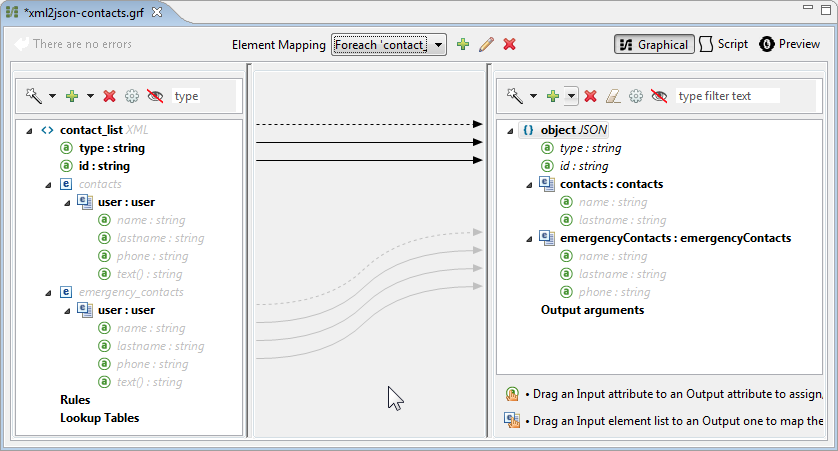 *xml2json-contacts.grf
There are no errors
Element Mapping
Foreach 'contact_
Graphical
Script
Preview
type
type filter text
contact_list XML
type : string
id : string
contacts
user : user
name : string
lastname : string
phone : string
text() : string
emergency_contacts
user : user
name : string
lastname : string
phone : string
text() : string
Rules
Lookup Tables
object JSON
type : string
id : string
contacts : contacts
name : string
lastname : string
emergencyContacts : emergencyContacts
name : string
lastname : string
phone : string
Output arguments
• Drag an Input attribute to an Output attribute to assign,
• Drag an Input element list to an Output one to map the